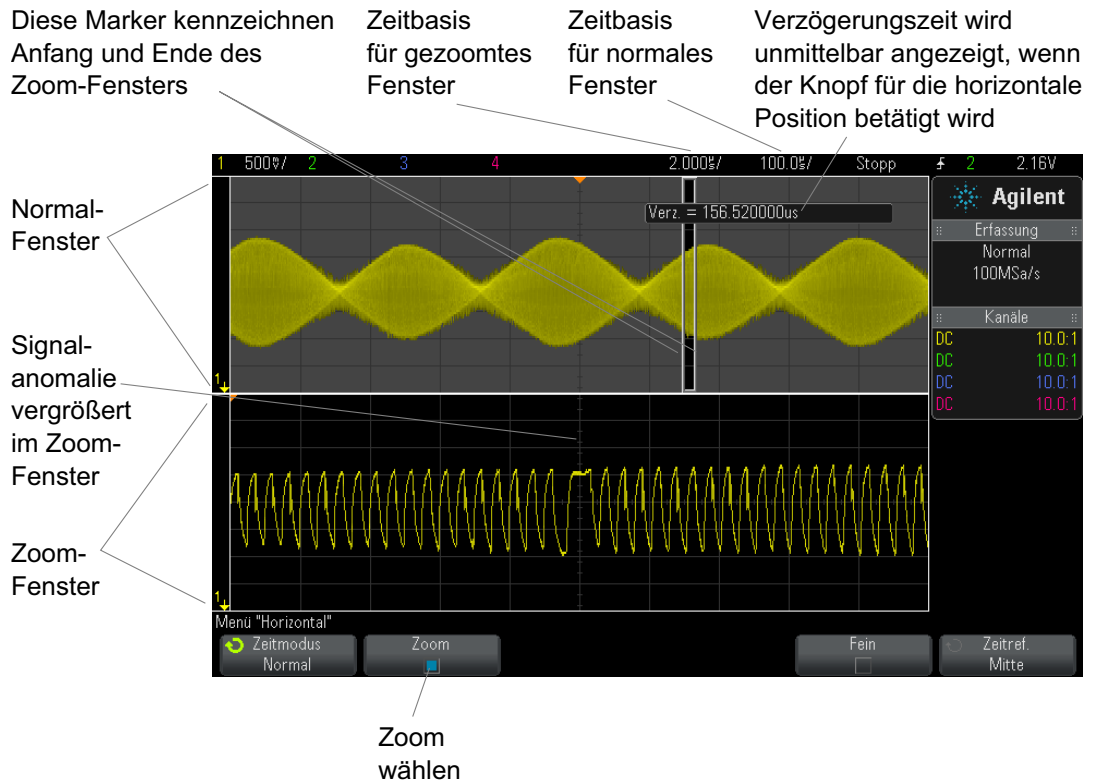 Diese Marker kennzeichnen
Anfang und Ende des
Zoom-Fensters
Zeitbasis
für gezoomtes
Fenster
Zeitbasis
für normales
Fenster
Verzögerungszeit wird
unmittelbar angezeigt, wenn
der Knopf für die horizontale
Position betätigt wird
1 500mV/ 2 3 4 2.000us/ 100.0us/ Stopp 2 2.16V
Normal-
Fenster
Verz. = 156.520000us
Agilent
Erfassung
Normal
100MSa/s
Kanäle
DC 10.0:1
DC 10.0:1
DC 10.0:1
DC 10.0:1
Signal-
anomalie
vergrößert
im Zoom-
Fenster
1
Zoom-
Fenster
1
Menü "Horizontal"
Zeitmodus
Normal
Zoom
Fein
Zeitref.
Mitte
Zoom
wählen